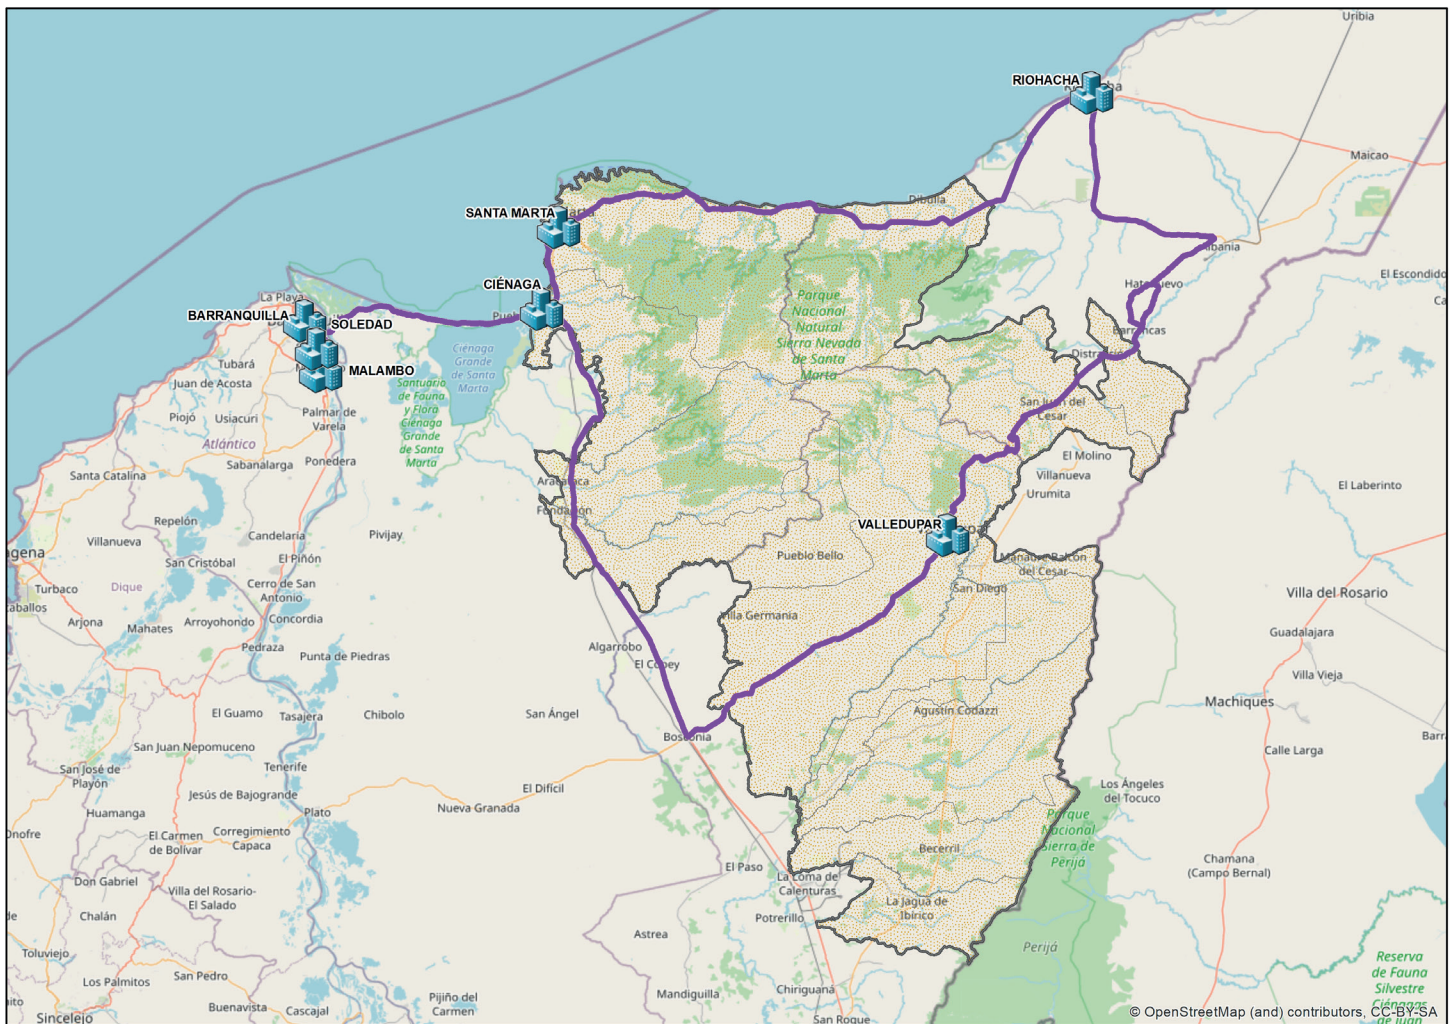 Uribia
RIOHACHA
Maicao
Dibulla
SANTA MARTA
Albania
El Escondido
CIÉNAGA
Hatonuevo
La Playa
BARRANQUILLA
SOLEDAD
Parque
Nacional
Natural
Sierra Nevada
de Santa
Marta
Barrancas
Ciénaga
Grande
de Santa
Marta
Tubará
MALAMBO
Juan de Acosta
Santuario
de Fauna
y Flora
Ciénaga
Grande
de Santa
Marta
San Juan del
Cesar
Piojó
Usiacuri
Palmar de
Varela
Atlántico
El Molino
Sabanalarga
Ponedera
Santa Catalina
Villanueva
Aracataca
El Laberinto
Urumita
Fundación
Repelón
VALLEDUPAR
Villanueva
Candelaria
Pivijay
agena
San Cristóbal
El Piñón
Pueblo Bello
Manaure Balcón
del Cesar
Turbaco
Dique
Cerro de San
Antonio
San Diego
Villa del Rosario
aballos
Arjona
Mahates
Arroyohondo
Concordia
Villa Germania
Guadalajara
Pedraza
Algarrobo
Punta de Piedras
El Copey
Villa Vieja
Machiques
El Guamo
Tasajera
Chibolo
San Ángel
Agustín Codazzi
Bosconia
San Juan Nepomuceno
Calle Larga
Barr
San José de
Playón
Tenerife
El Difícil
Los Ángeles
del Tocuco
Jesús de Bajogrande
Nueva Granada
Huamanga
Plato
Parque
Nacional
Sierra de
Perijá
Onofre
El Carmen
de Bolívar
Corregimiento
Capaca
Becerril
El Paso
Chamana
(Campo Bernal)
Don Gabriel
La Loma de
Calenturas
Villa del Rosario-
El Salado
La Jagua de
Ibirico
Chalán
Potrerillo
Astrea
Perijá
Toluviejo
Reserva
de Fauna
Silvestre
Ciénagas
de Juan
San Pedro
Los Palmitos
Chiriguaná
Mandiguilla
Pijiño del
Carmen
Buenavista
Cascajal
Sincelejo
San Roque
© OpenStreetMap (and) contributors, CC-BY-SA